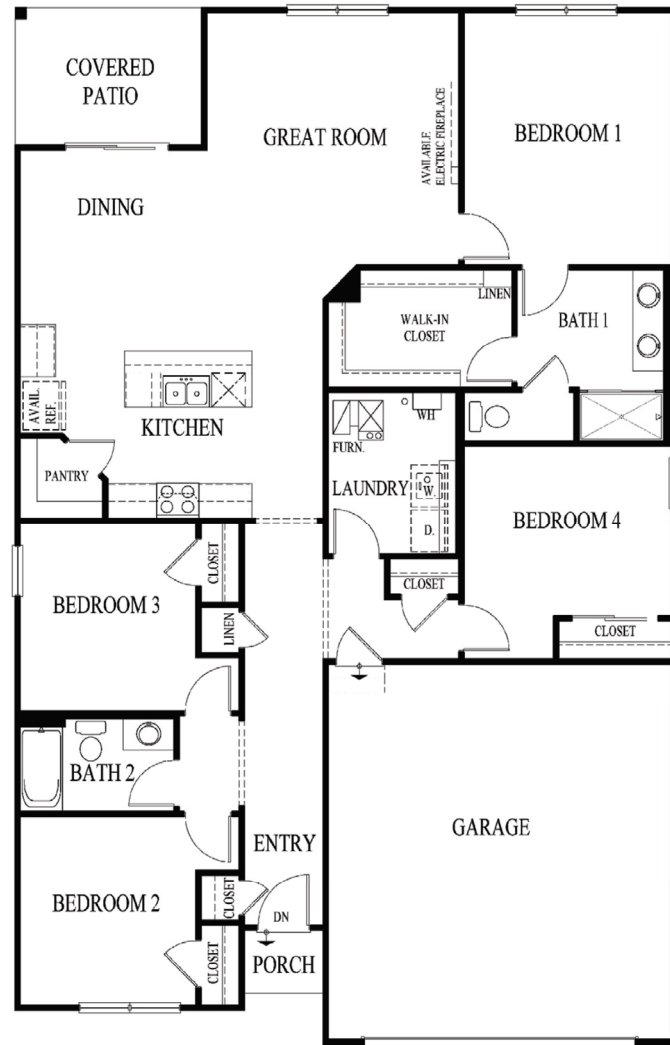 COVERED
PATIO
GREAT ROOM
AVAILABLE
ELECTRIC FIREPLACE
BEDROOM 1
DINING
LINEN
WALK-IN
CLOSET
BATH 1
AVAIL.
REF.
KITCHEN
WH
FURN.
PANTRY
LAUNDRY
W.
D.
BEDROOM 4
CLOSET
CLOSET
BEDROOM 3
CLOSET
LINEN
BATH 2
ENTRY
GARAGE
BEDROOM 2
CLOSET
DN
CLOSET
PORCH